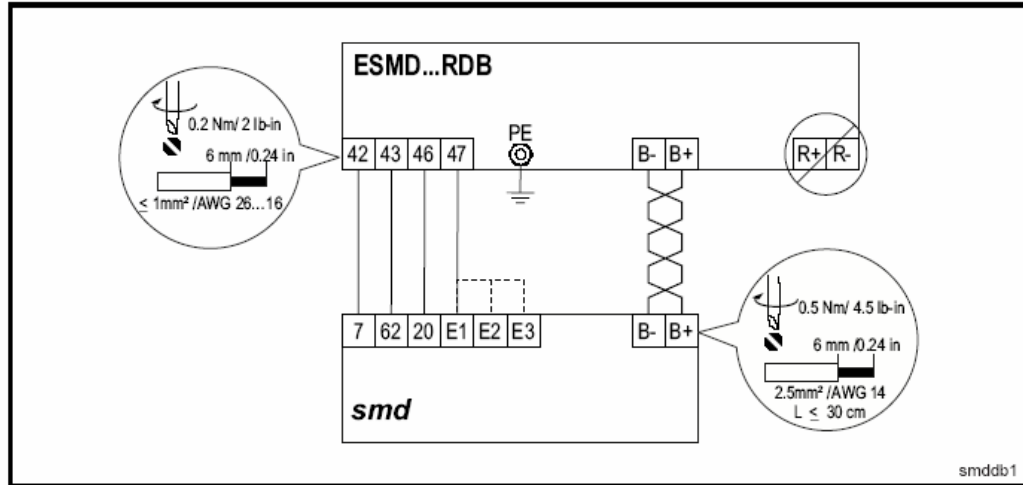 ESMD...RDB
0.2 Nm/ 2 lb-in
6 mm /0.24 in
≤ 1mm² /AWG 26...16
42 43 46 47
PE
B- B+
R+ R-
7 62 20 E1 E2 E3
B- B+
0.5 Nm/ 4.5 lb-in
6 mm /0.24 in
2.5mm² /AWG 14
L ≤ 30 cm
smd
smddb1